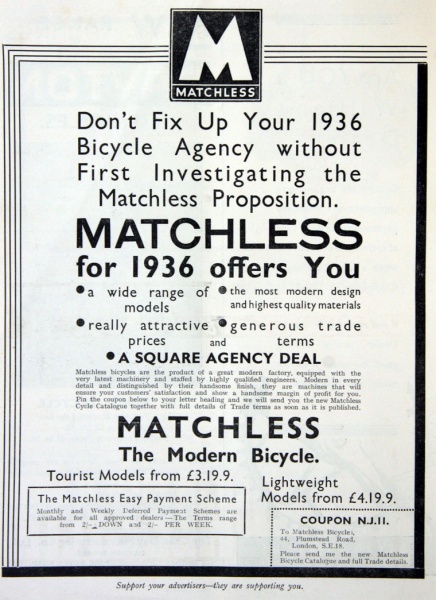 M
MATCHLESS
Don't Fix Up Your 1936
Bicycle Agency without
First Investigating the
Matchless Proposition.
MATCHLESS
for 1936 offers You
● a wide range of models
● the most modern design and highest quality materials
● really attractive prices
and
● generous trade terms
● A SQUARE AGENCY DEAL
Matchless bicycles are the product of a great modern factory, equipped with the
very latest machinery and staffed by highly qualified engineers. Modern in every
detail and distinguished by their handsome finish, they are machines that will
ensure your customers' satisfaction and show a handsome margin of profit for you.
Pin the coupon below to your letter heading and we will send you the new Matchless
Cycle Catalogue together with full details of Trade terms as soon as it is published.
MATCHLESS
The Modern Bicycle.
Tourist Models from £3.19.9.
Lightweight
Models from £4.19.9.
The Matchless Easy Payment Scheme
Monthly and Weekly Deferred Payment Schemes are
available for all approved dealers—The Terms range
from 2/- DOWN and 2/- PER WEEK.
COUPON N.J.11.
To Matchless Bicycles,
44, Plumstead Road,
London, S.E.18.
Please send me the new Matchless
Bicycle Catalogue and full Trade details.
Support your advertisers—they are supporting you.